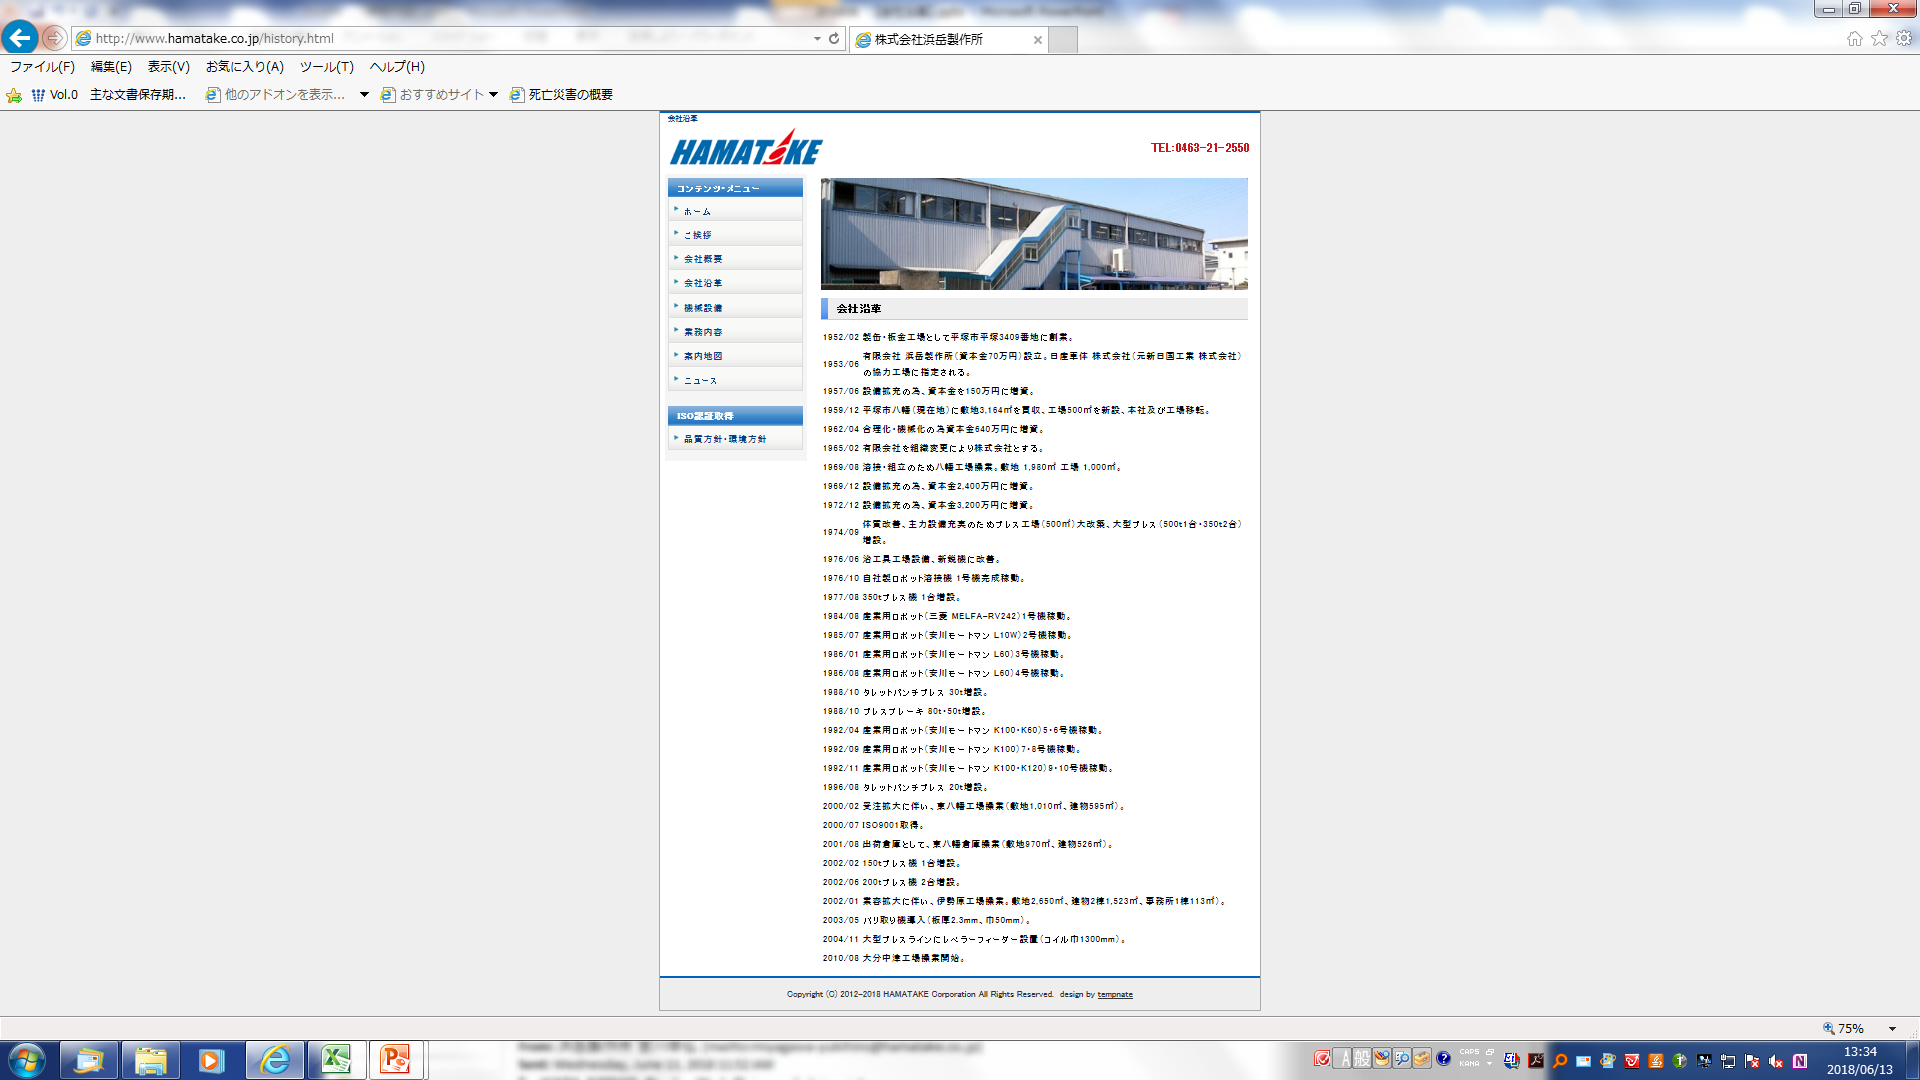 http://www.hamatake.co.jp/history.html
株式会社浜岳製作所
ファイル(F) 編集(E) 表示(V) お気に入り(A) ツール(T) ヘルプ(H)
Vol.0 主な文書保存期... 他のアドオンを表示... おすすめサイト 死亡災害の概要
会社沿革
HAMATAKE
TEL:0463-21-2550
コンテンツ・メニュー
ホーム
ご挨拶
会社概要
会社沿革
機械設備
業務内容
案内地図
ニュース
ISO認証取得
品質方針・環境方針
会社沿革
1952/02 製缶・板金工場として平塚市平塚3409番地に創業。
1953/06 有限会社 浜岳製作所(資本金70万円)設立。日産車体 株式会社(元新日国工業 株式会社)
の協力工場に指定される。
1957/06 設備拡充の為、資本金を150万円に増資。
1959/12 平塚市八幡(現在地)に敷地3,164㎡を買収、工場500㎡を新設、本社及び工場移転。
1962/04 合理化・機械化の為資本金640万円に増資。
1965/02 有限会社を組織変更により株式会社とする。
1969/08 溶接・組立のため八幡工場操業。敷地 1,980㎡ 工場 1,000㎡。
1969/12 設備拡充の為、資本金2,400万円に増資。
1972/12 設備拡充の為、資本金3,200万円に増資。
1974/09 体質改善、主力設備充実のためプレス工場(500㎡)大改築、大型プレス(500t1台・350t2台)
増設。
1976/06 治工具工場設備、新鋭機に改善。
1976/10 自社製ロボット溶接機 1号機完成稼動。
1977/08 350tプレス機 1台増設。
1984/08 産業用ロボット(三菱 MELFA-RV242)1号機稼動。
1985/07 産業用ロボット(安川モートマン L10W)2号機稼動。
1986/01 産業用ロボット(安川モートマン L60)3号機稼動。
1986/08 産業用ロボット(安川モートマン L60)4号機稼動。
1988/10 タレットパンチプレス 30t増設。
1988/10 プレスブレーキ 80t・50t増設。
1992/04 産業用ロボット(安川モートマン K100・K60)5・6号機稼動。
1992/09 産業用ロボット(安川モートマン K100)7・8号機稼動。
1992/11 産業用ロボット(安川モートマン K100・K120)9・10号機稼動。
1996/08 タレットパンチプレス 20t増設。
2000/02 受注拡大に伴い、東八幡工場操業(敷地1,010㎡、建物595㎡)。
2000/07 ISO9001取得。
2001/08 出荷倉庫として、東八幡倉庫操業(敷地970㎡、建物526㎡)。
2002/02 150tプレス機 1台増設。
2002/06 200tプレス機 2台増設。
2002/01 業容拡大に伴い、伊勢原工場操業。敷地2,650㎡、建物2棟1,523㎡、事務所1棟113㎡)。
2003/05 バリ取り機導入(板厚2.3mm、巾50mm)。
2004/11 大型プレスラインにレベラーフィーダー設置(コイル巾1300mm)。
2010/08 大分中津工場操業開始。
Copyright (C) 2012-2018 HAMATAKE Corporation All Rights Reserved. design by tempnate
75%
A 般
CAPS
KANA
13:34
2018/06/13